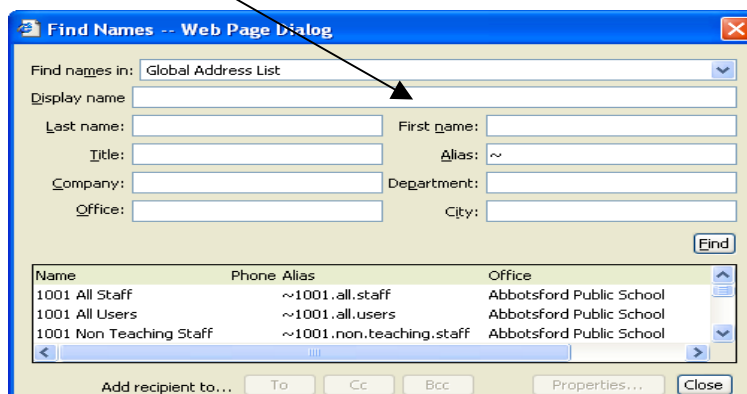 Find Names -- Web Page Dialog
Find names in: Global Address List
Display name
Last name: First name:
Title: Alias: ~
Company: Department:
Office: City:
Find
Name Phone Alias Office
1001 All Staff ~1001.all.staff Abbotsford Public School
1001 All Users ~1001.all.users Abbotsford Public School
1001 Non Teaching Staff ~1001.non.teaching.staff Abbotsford Public School
Add recipient to... To Cc Bcc Properties... Close